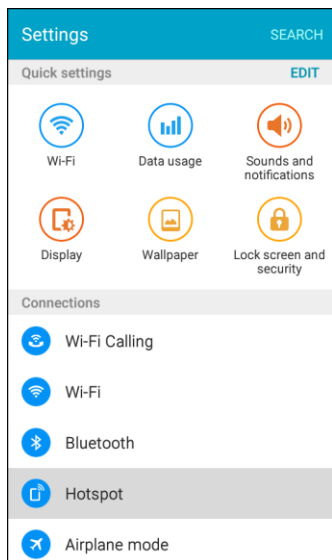 Settings SEARCH
Quick settings EDIT
Wi-Fi Data usage Sounds and
notifications
Display Wallpaper Lock screen and
security
Connections
Wi-Fi Calling
Wi-Fi
Bluetooth
Hotspot
Airplane mode